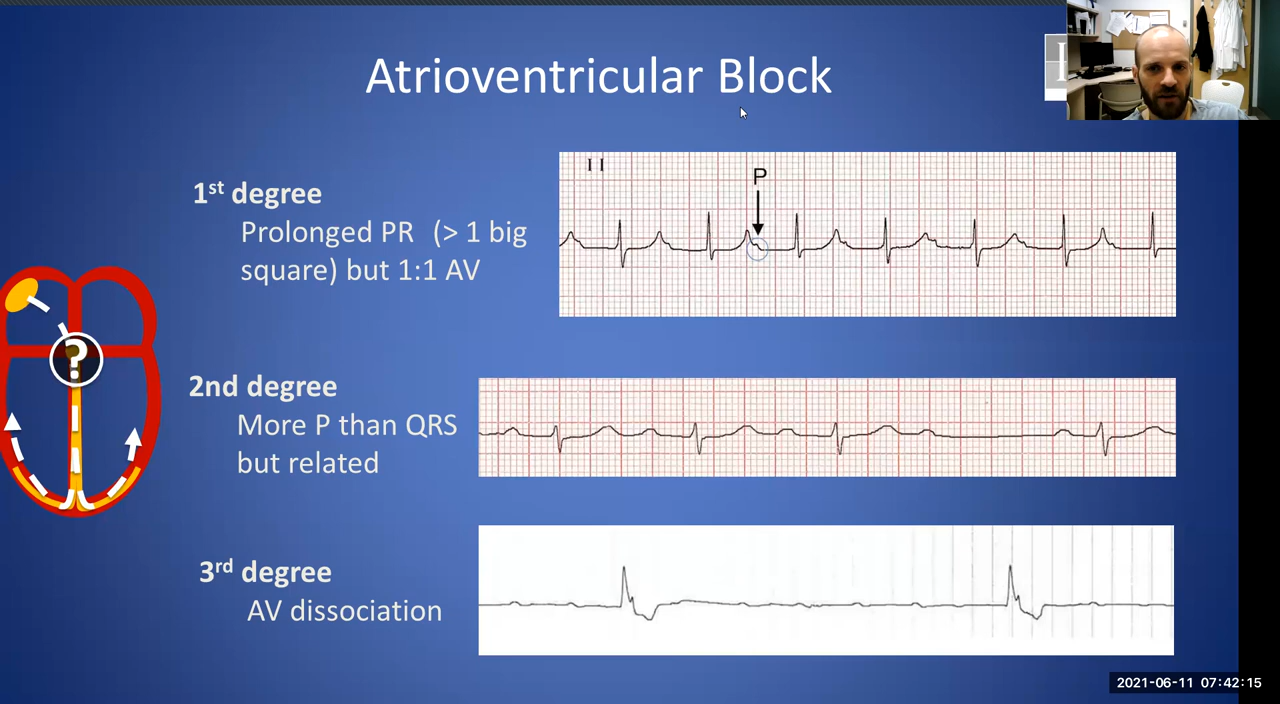 Atrioventricular Block
1st degree
Prolonged PR (> 1 big
square) but 1:1 AV
II
P
?
2nd degree
More P than QRS
but related
3rd degree
AV dissociation
2021-06-11 07:42:15